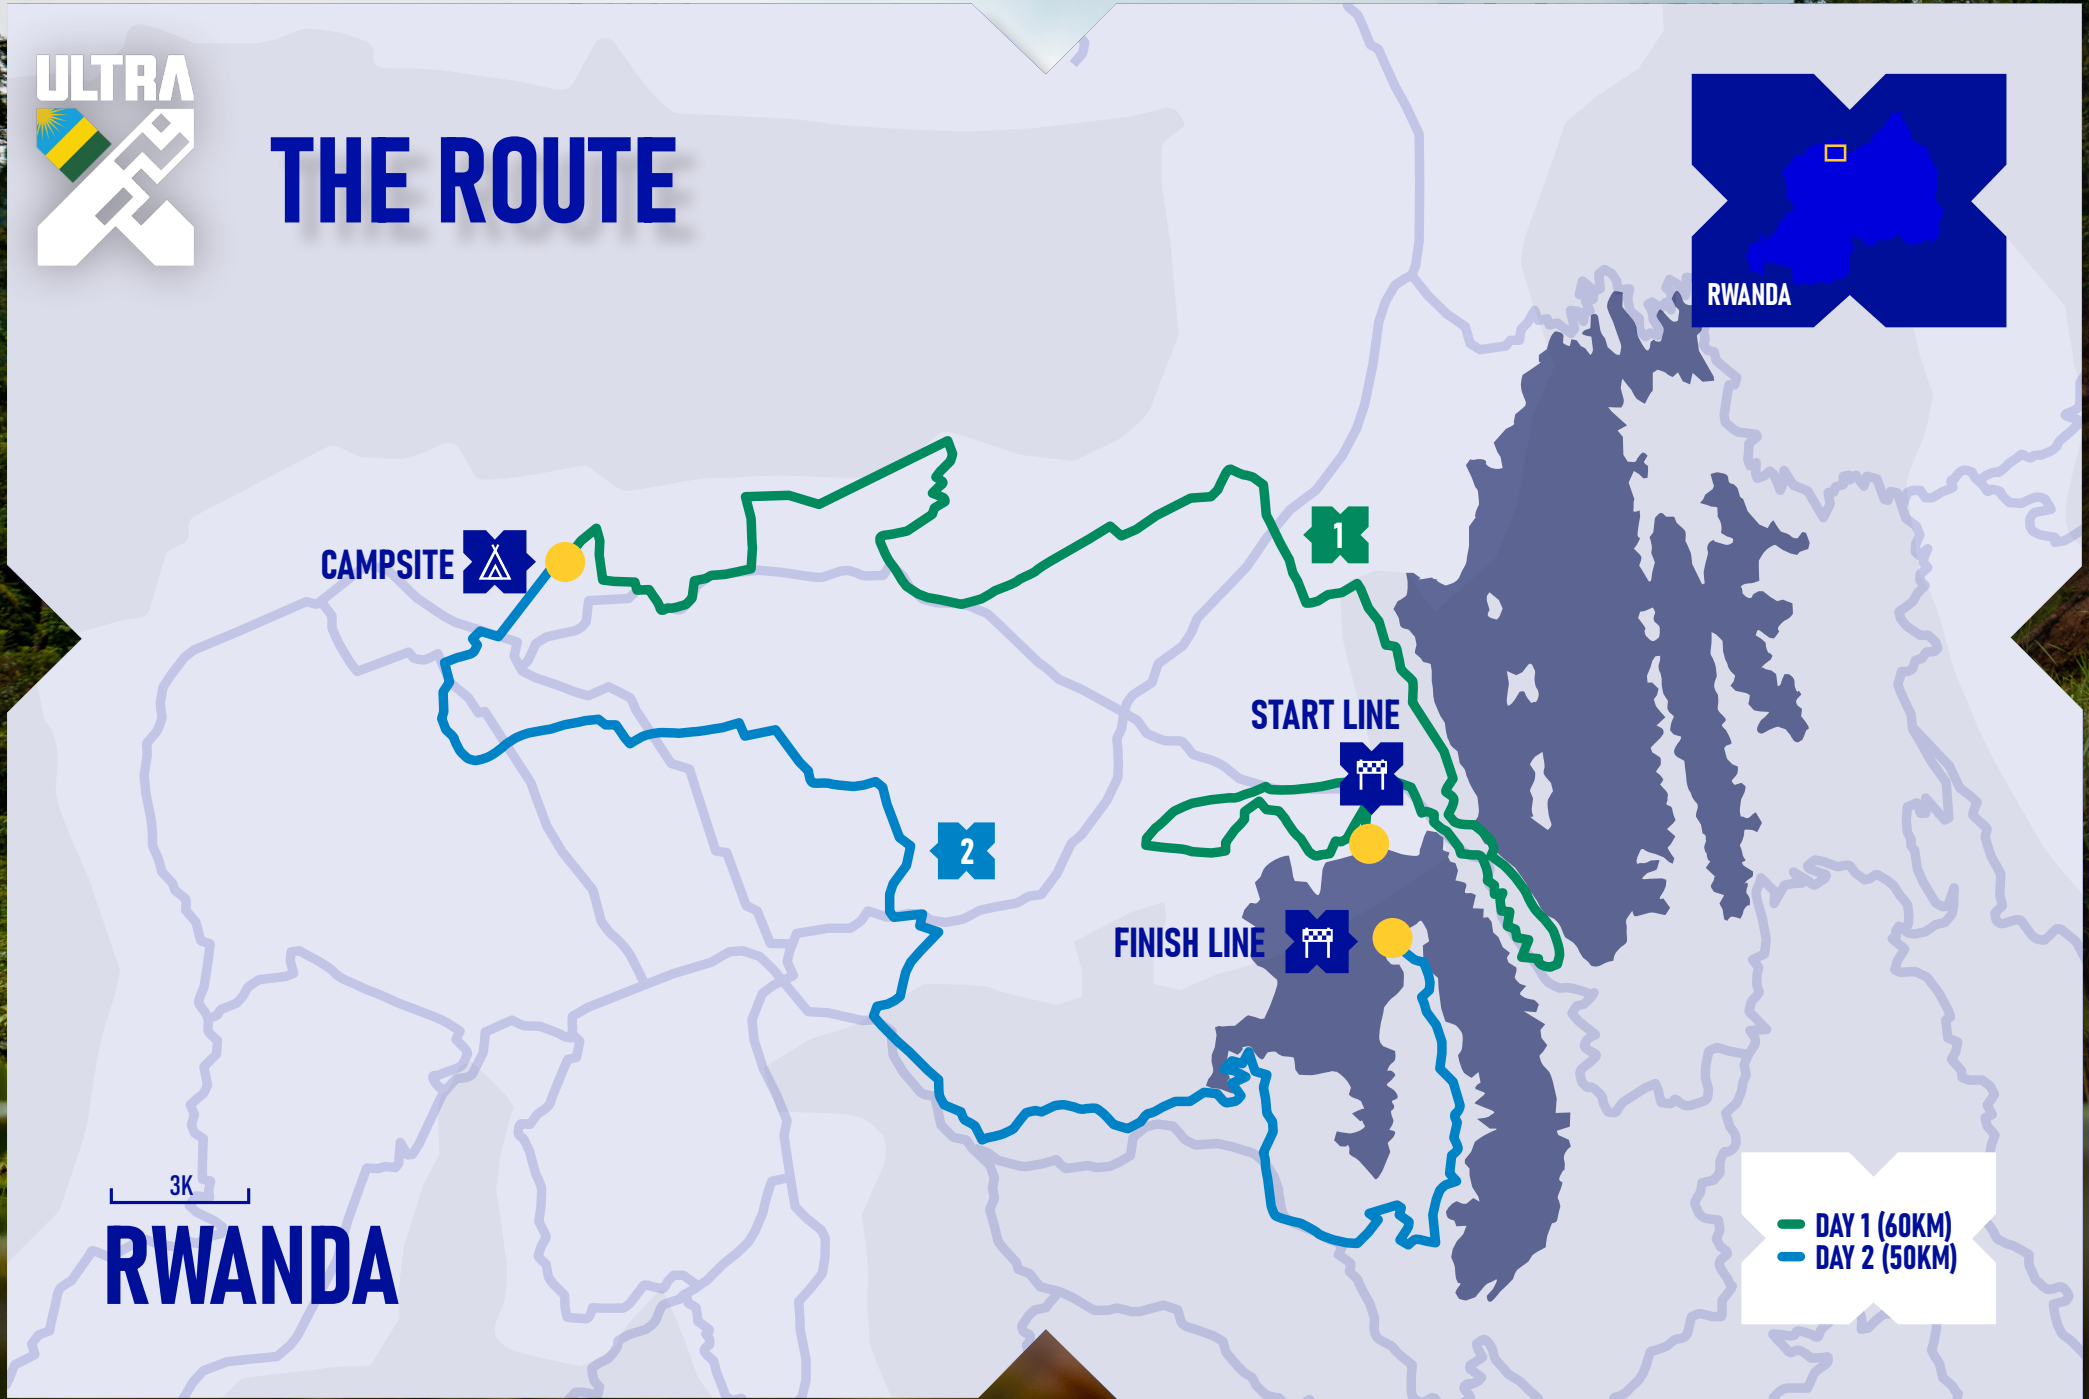 ULTRA
THE ROUTE
RWANDA
CAMPSITE
1
START LINE
2
FINISH LINE
3K
RWANDA
DAY 1 (60KM)
DAY 2 (50KM)